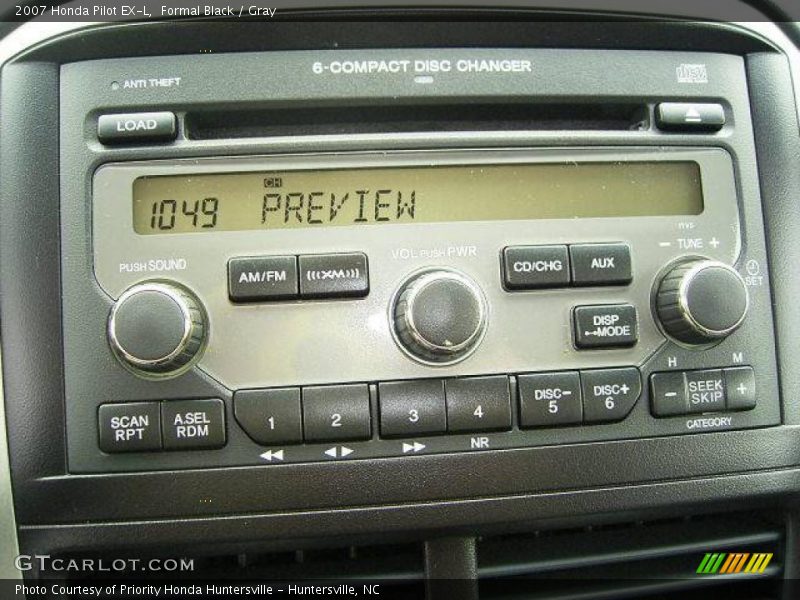 2007 Honda Pilot EX-L,  Formal Black / Gray
6-COMPACT DISC CHANGER
ANTI THEFT
LOAD
CH
1049 PREVIEW
PUSH SOUND
VOL PUSH PWR
− TUNE +
AM/FM
((((XM))))
CD/CHG
AUX
SET
DISP
MODE
H
M
SCAN
RPT
A.SEL
RDM
1
2
3
4
DISC−
5
DISC+
6
−
SEEK
SKIP
+
NR
CATEGORY
GTCARLOT.COM
Photo Courtesy of Priority Honda Huntersville - Huntersville, NC